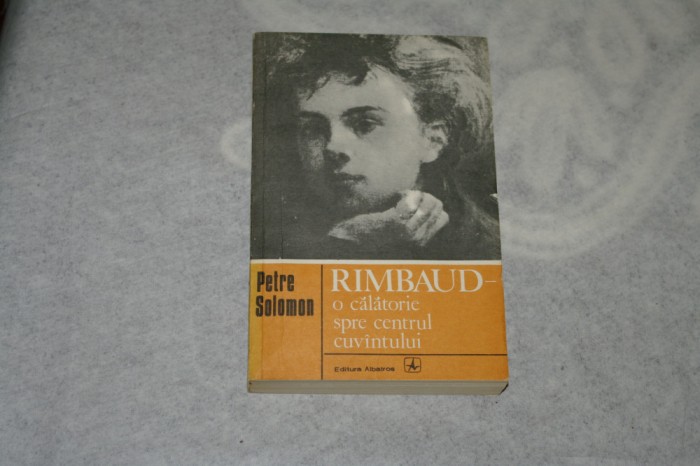 Petre
Solomon
RIMBAUD –
o călătorie
spre centrul
cuvîntului
Editura Albatros